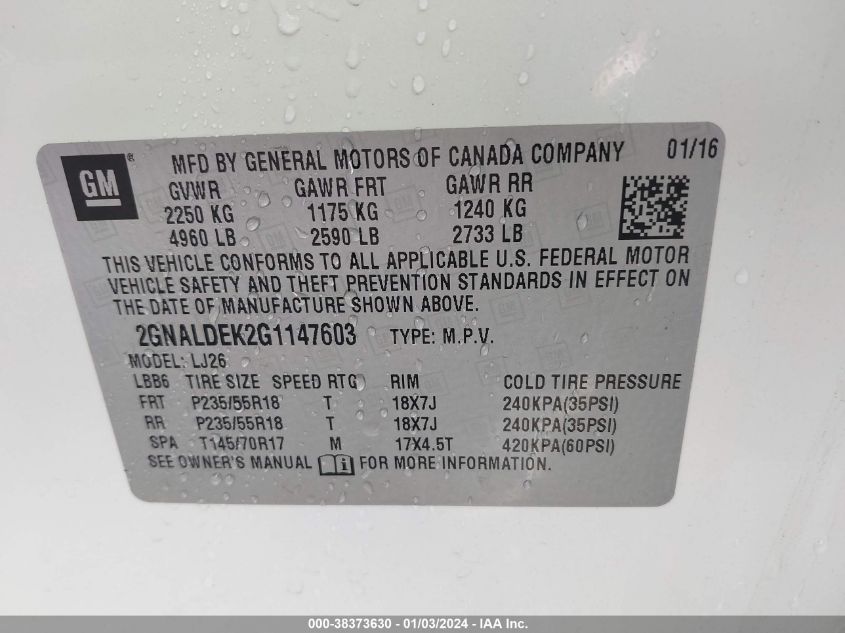 GM ® MFD BY GENERAL MOTORS OF CANADA COMPANY 01/16
GVWR GAWR FRT GAWR RR
2250 KG 1175 KG 1240 KG
4960 LB 2590 LB 2733 LB
THIS VEHICLE CONFORMS TO ALL APPLICABLE U.S. FEDERAL MOTOR
VEHICLE SAFETY AND THEFT PREVENTION STANDARDS IN EFFECT ON
THE DATE OF MANUFACTURE SHOWN ABOVE.
2GNALDEK2G1147603 TYPE: M.P.V.
MODEL: LJ26
LBB6 TIRE SIZE SPEED RTG RIM COLD TIRE PRESSURE
FRT P235/55R18 T 18X7J 240KPA(35PSI)
RR P235/55R18 T 18X7J 240KPA(35PSI)
SPA T145/70R17 M 17X4.5T 420KPA(60PSI)
SEE OWNER'S MANUAL FOR MORE INFORMATION.
000-38373630 - 01/03/2024 - IAA Inc.